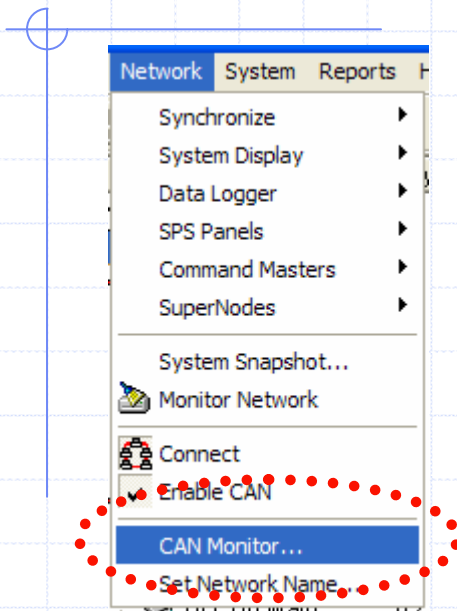 Network System Reports
Synchronize
System Display
Data Logger
SPS Panels
Command Masters
SuperNodes
System Snapshot...
Monitor Network
Connect
Enable CAN
CAN Monitor...
Set Network Name...